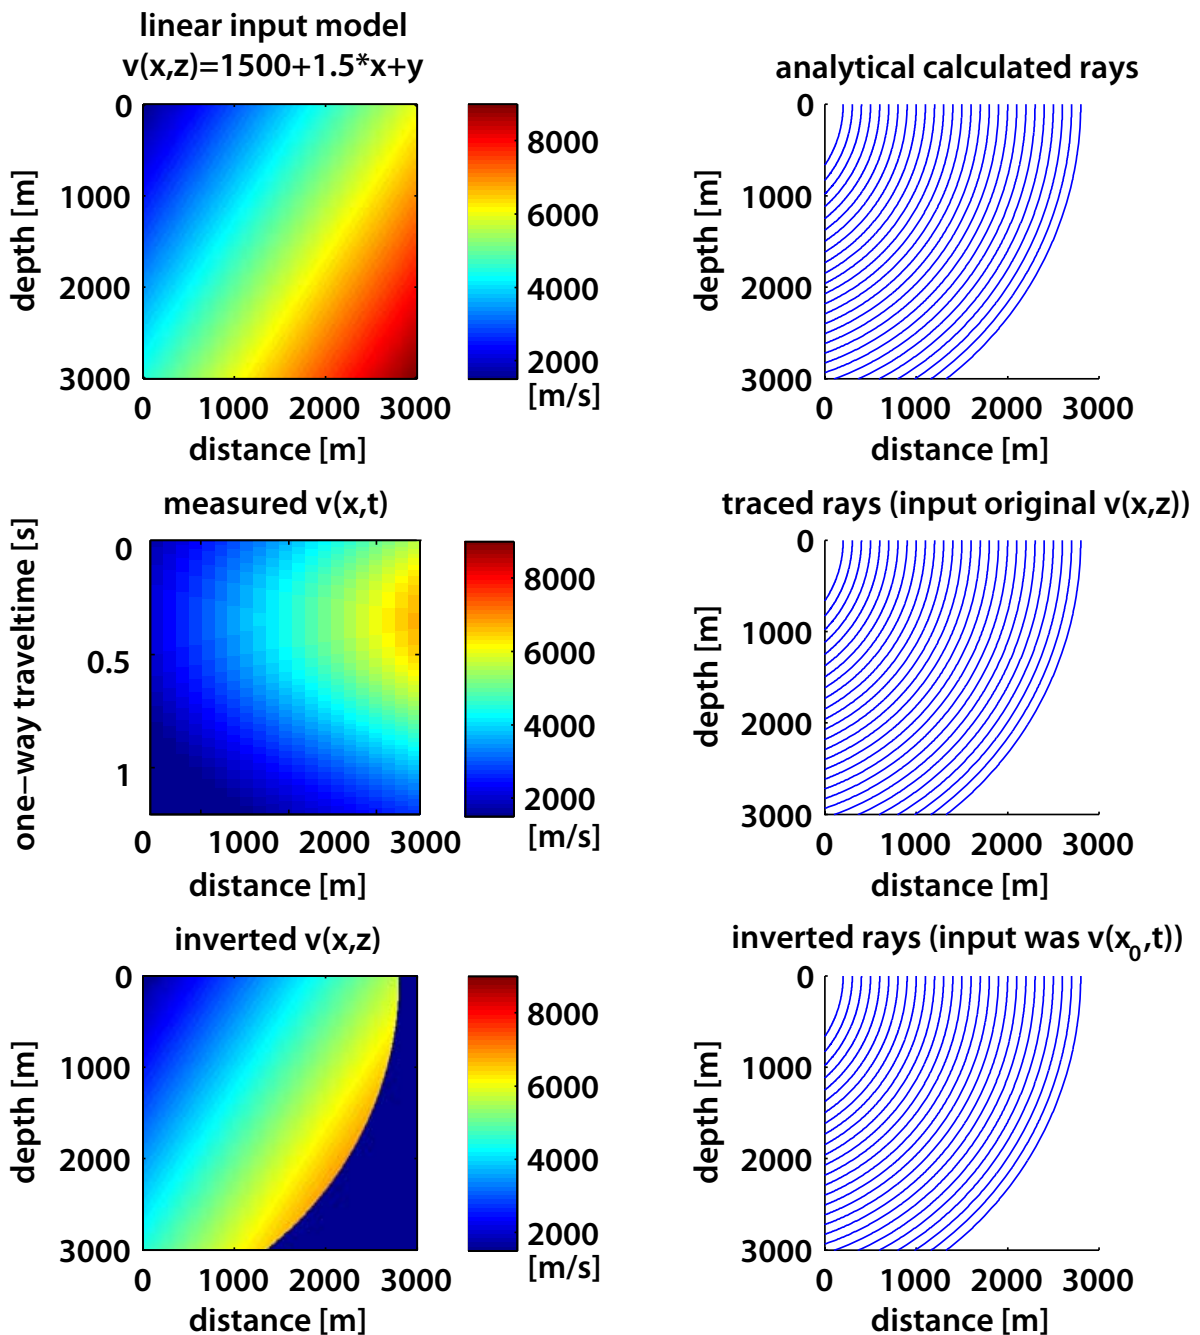 linear input model
v(x,z)=1500+1.5*x+y
0
1000
2000
3000
depth [m]
0 1000 2000 3000
distance [m]
8000
6000
4000
2000
[m/s]
analytical calculated rays
0
1000
2000
3000
depth [m]
0 1000 2000 3000
distance [m]
measured v(x,t)
0
0.5
1
one-way traveltime [s]
0 1000 2000 3000
distance [m]
8000
6000
4000
2000
[m/s]
traced rays (input original v(x,z))
0
1000
2000
3000
depth [m]
0 1000 2000 3000
distance [m]
inverted v(x,z)
0
1000
2000
3000
depth [m]
0 1000 2000 3000
distance [m]
8000
6000
4000
2000
[m/s]
inverted rays (input was v(x₀,t))
0
1000
2000
3000
depth [m]
0 1000 2000 3000
distance [m]